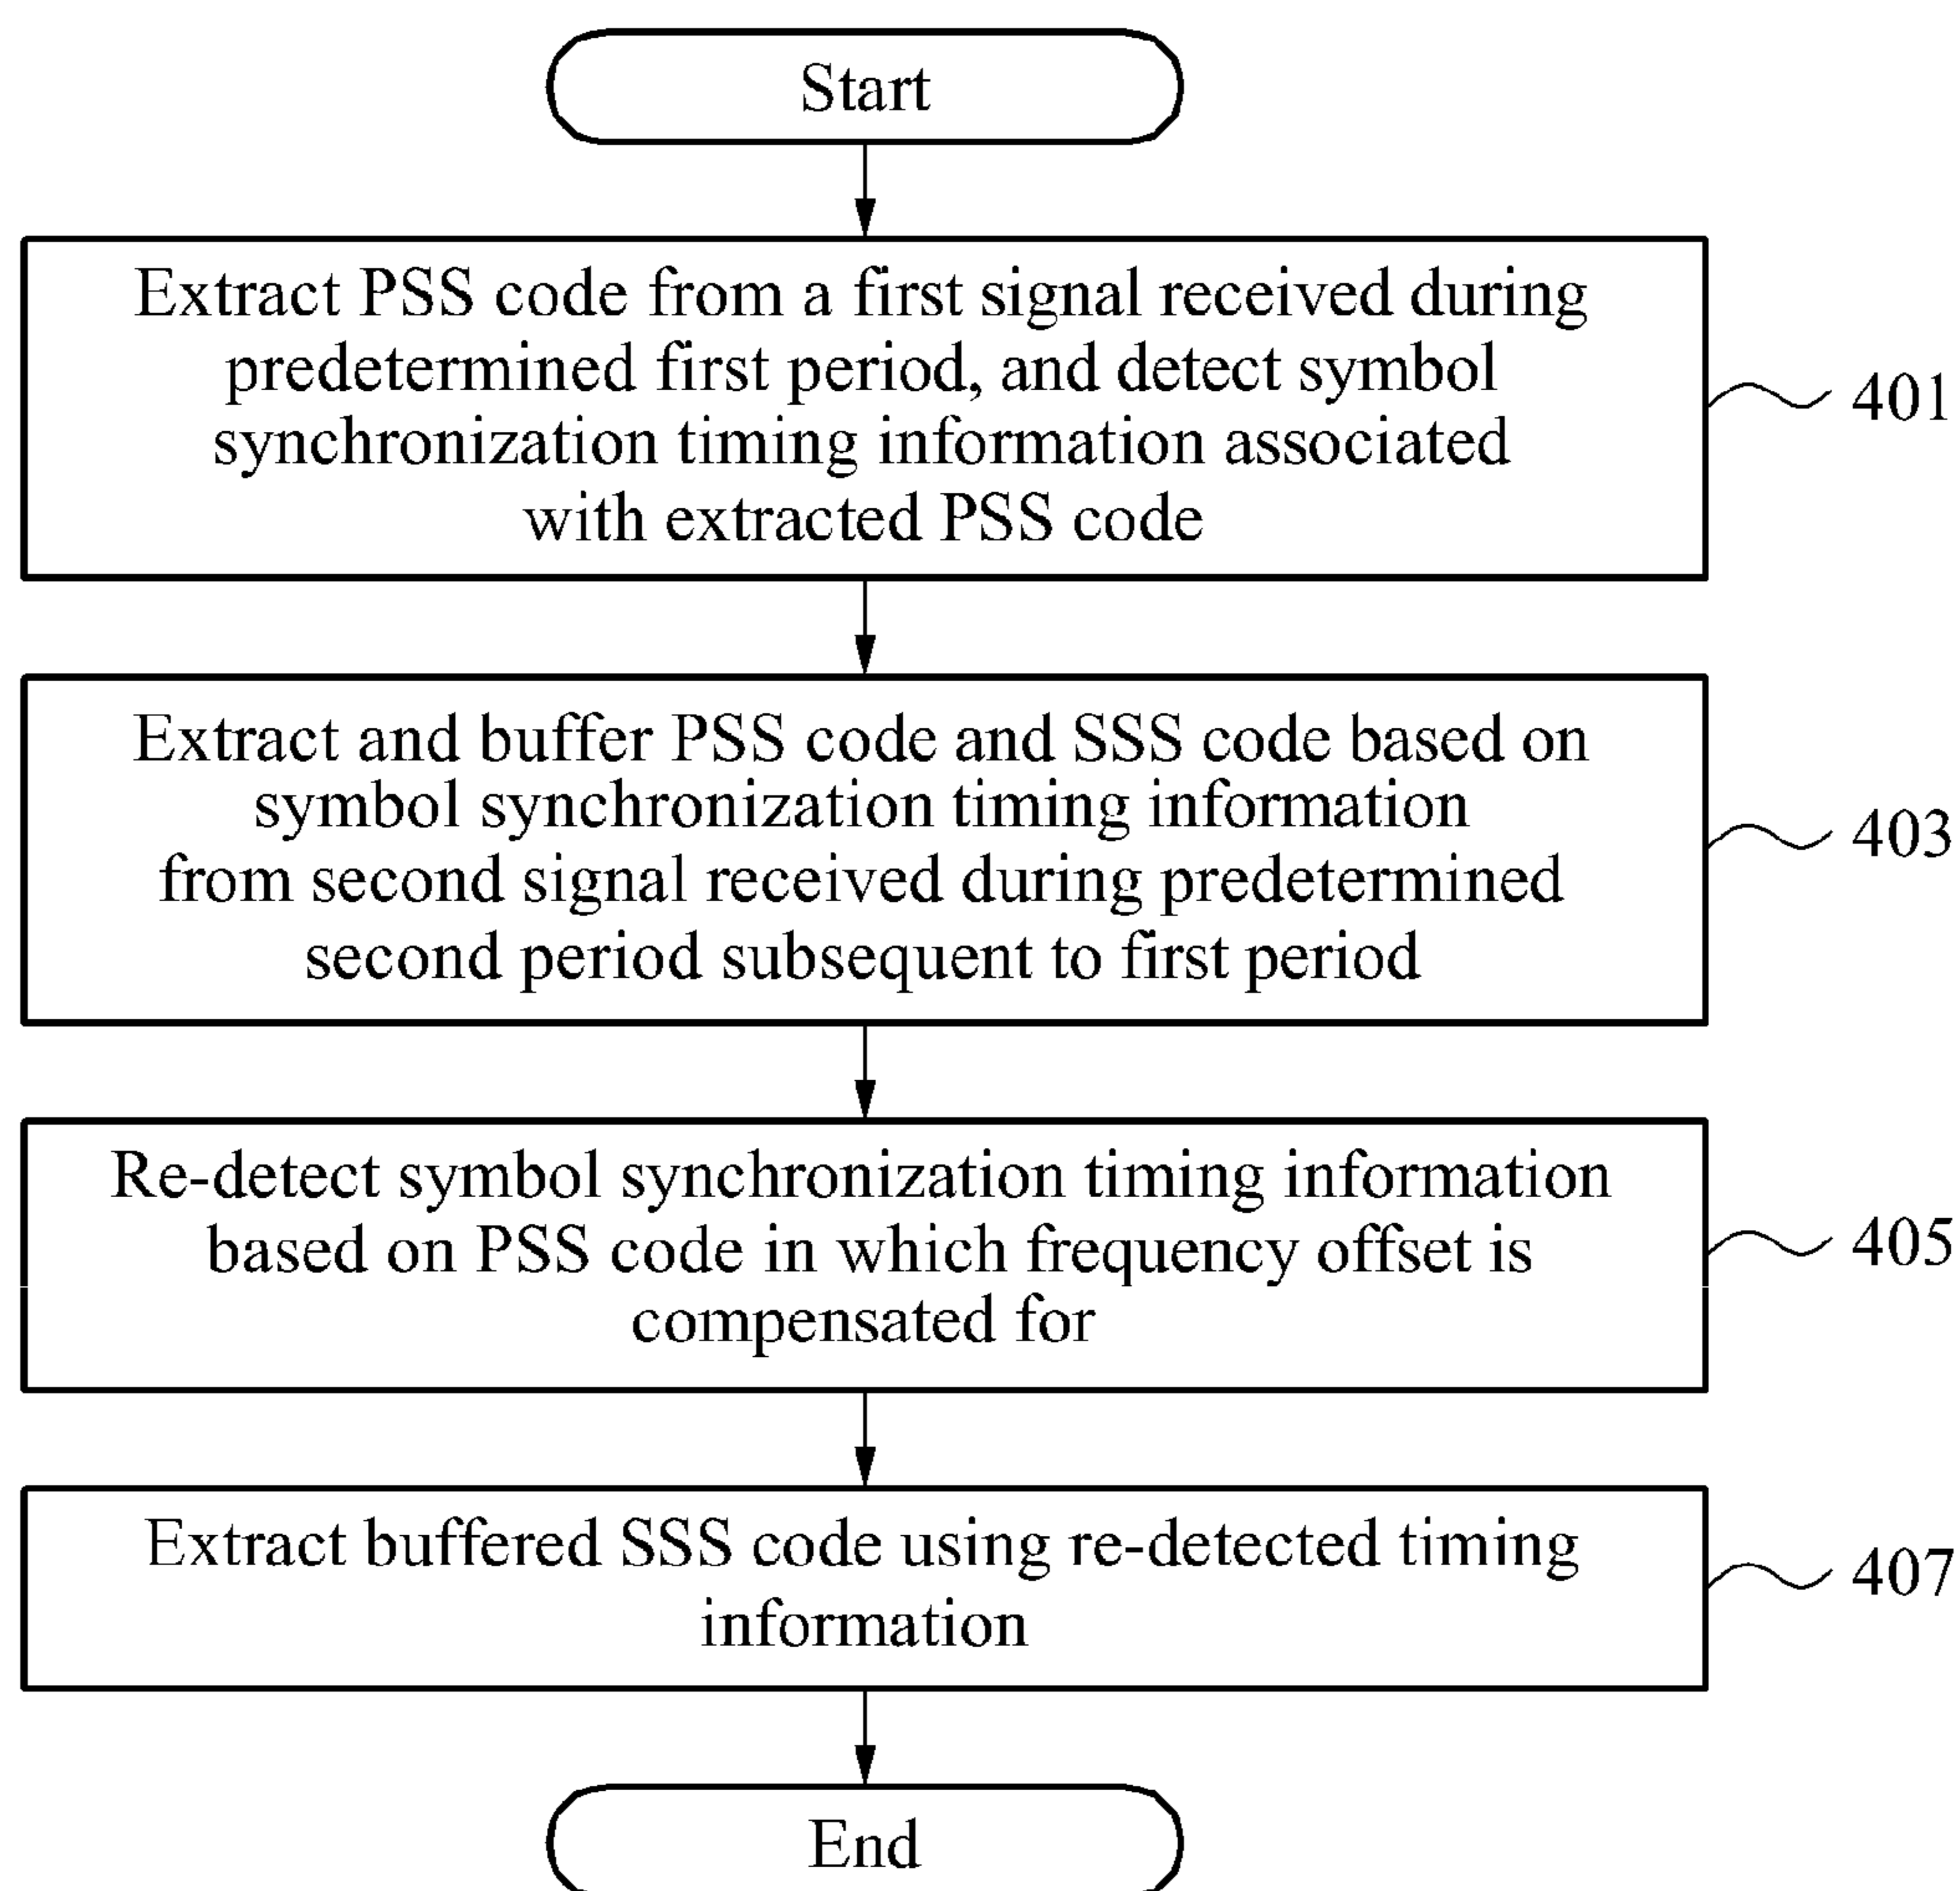 Start
Extract PSS code from a first signal received during
predetermined first period, and detect symbol
synchronization timing information associated
with extracted PSS code
401
Extract and buffer PSS code and SSS code based on
symbol synchronization timing information
from second signal received during predetermined
second period subsequent to first period
403
Re-detect symbol synchronization timing information
based on PSS code in which frequency offset is
compensated for
405
Extract buffered SSS code using re-detected timing
information
407
End